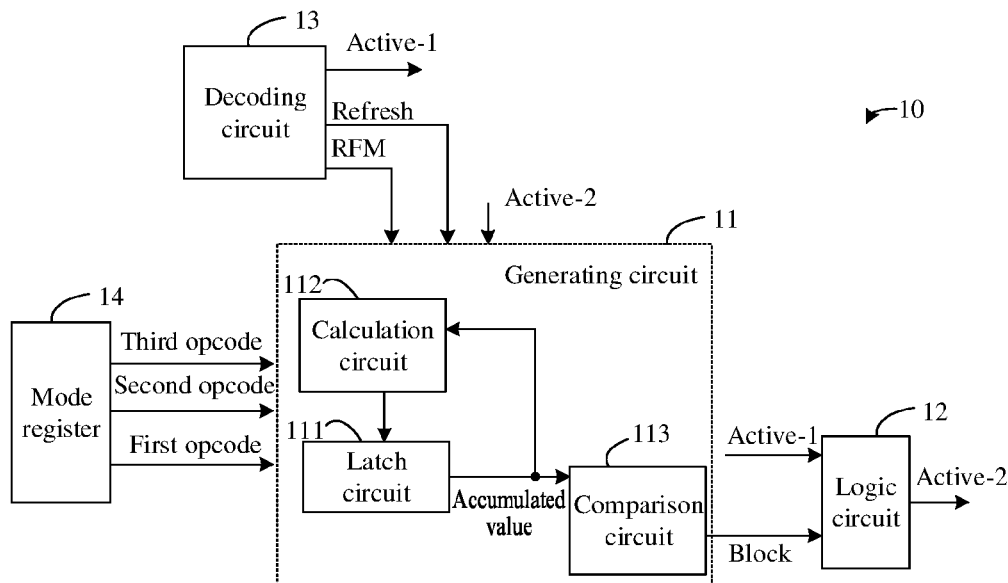 13
Active-1
Decoding
circuit
Refresh
RFM
10
Active-2
11
Generating circuit
112
Calculation
circuit
14
Third opcode
Second opcode
First opcode
Mode
register
111
Latch
circuit
Accumulated
value
113
Comparison
circuit
12
Active-1
Logic
circuit
Active-2
Block